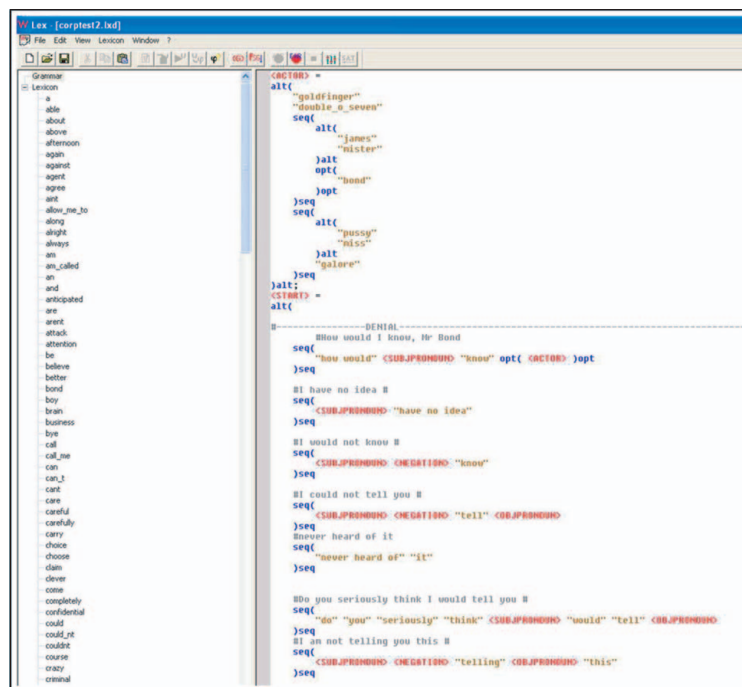 Lex - [corptest2.lxd]
File Edit View Lexicon Window ?
Grammar
Lexicon
a
able
about
above
afternoon
again
against
agent
agree
aint
allow_me_to
along
alright
always
am
am_called
an
and
anticipated
are
arent
attack
attention
be
believe
better
bond
boy
brain
business
bye
call
call_me
can
can_t
cant
care
careful
carefully
carry
choice
choose
claim
clever
come
completely
confidential
could
could_nt
couldnt
course
crazy
criminal
<ACTOR> =
alt(
"goldfinger"
"double_o_seven"
seq(
alt(
"james"
"mister"
)alt
opt(
"bond"
)opt
)seq
seq(
alt(
"pussy"
"miss"
)alt
"galore"
)seq
)alt;
<START> =
alt(
#----------------DENIAL----------------
#How would I know, Mr Bond
seq(
"how would" <SUBJPRONOUN> "know" opt( <ACTOR> )opt
)seq
#I have no idea #
seq(
<SUBJPRONOUN> "have no idea"
)seq
#I would not know #
seq(
<SUBJPRONOUN> <NEGATION> "know"
)seq
#I could not tell you #
seq(
<SUBJPRONOUN> <NEGATION> "tell" <OBJPRONOUN>
)seq
#never heard of it
seq(
"never heard of" "it"
)seq
#Do you seriously think I would tell you #
seq(
"do" "you" "seriously" "think" <SUBJPRONOUN> "would" "tell" <OBJPRONOUN>
)seq
#I am not telling you this #
seq(
<SUBJPRONOUN> <NEGATION> "telling" <OBJPRONOUN> "this"
)seq